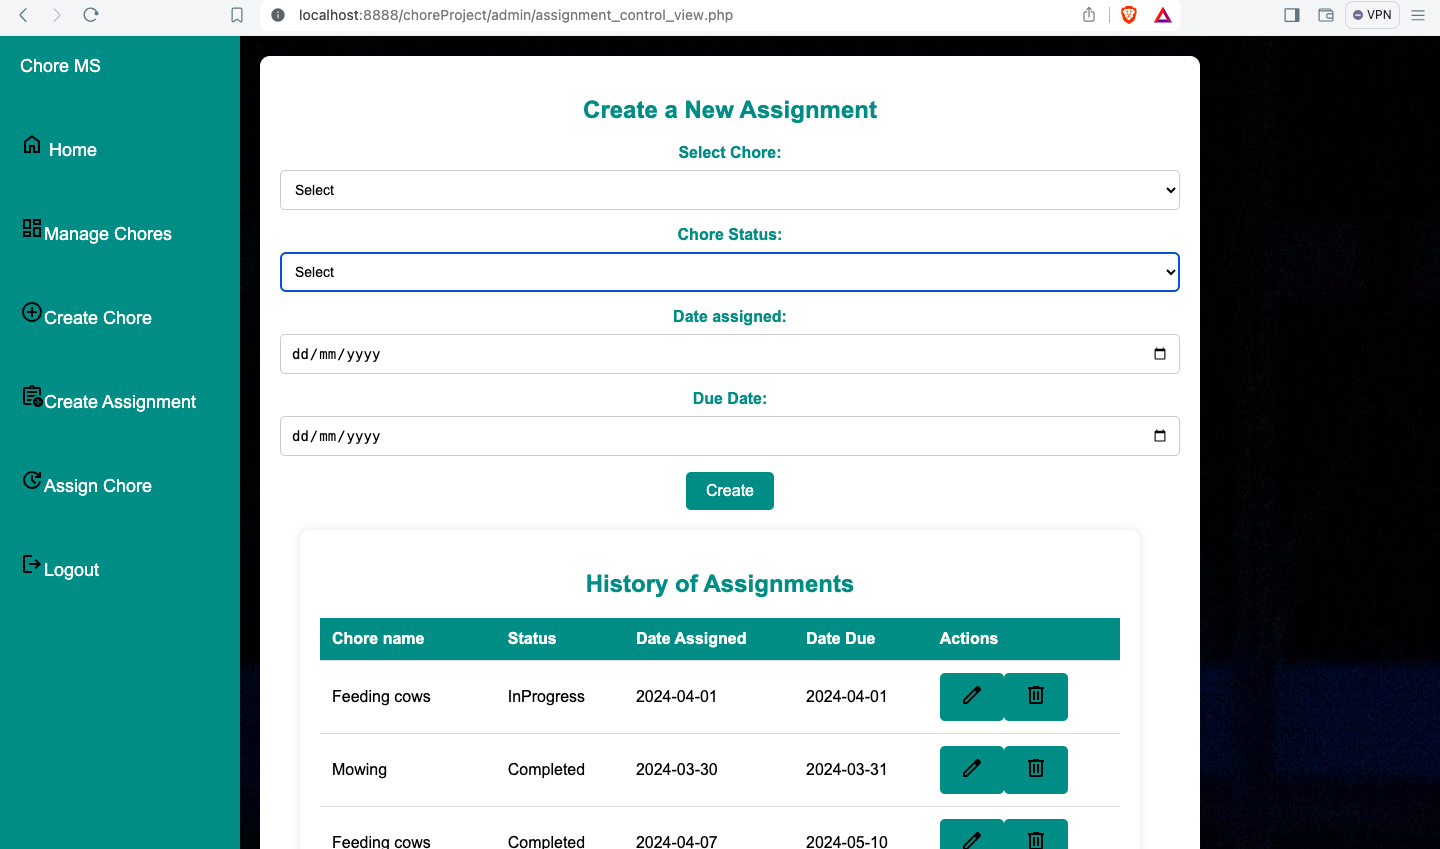 localhost:8888/choreProject/admin/assignment_control_view.php
VPN
Chore MS
Home
Manage Chores
Create Chore
Create Assignment
Assign Chore
Logout
Create a New Assignment
Select Chore:
Select
Chore Status:
Select
Date assigned:
dd/mm/yyyy
Due Date:
dd/mm/yyyy
Create
History of Assignments
Chore name Status Date Assigned Date Due Actions
Feeding cows InProgress 2024-04-01 2024-04-01
Mowing Completed 2024-03-30 2024-03-31
Feeding cows Completed 2024-04-07 2024-05-10